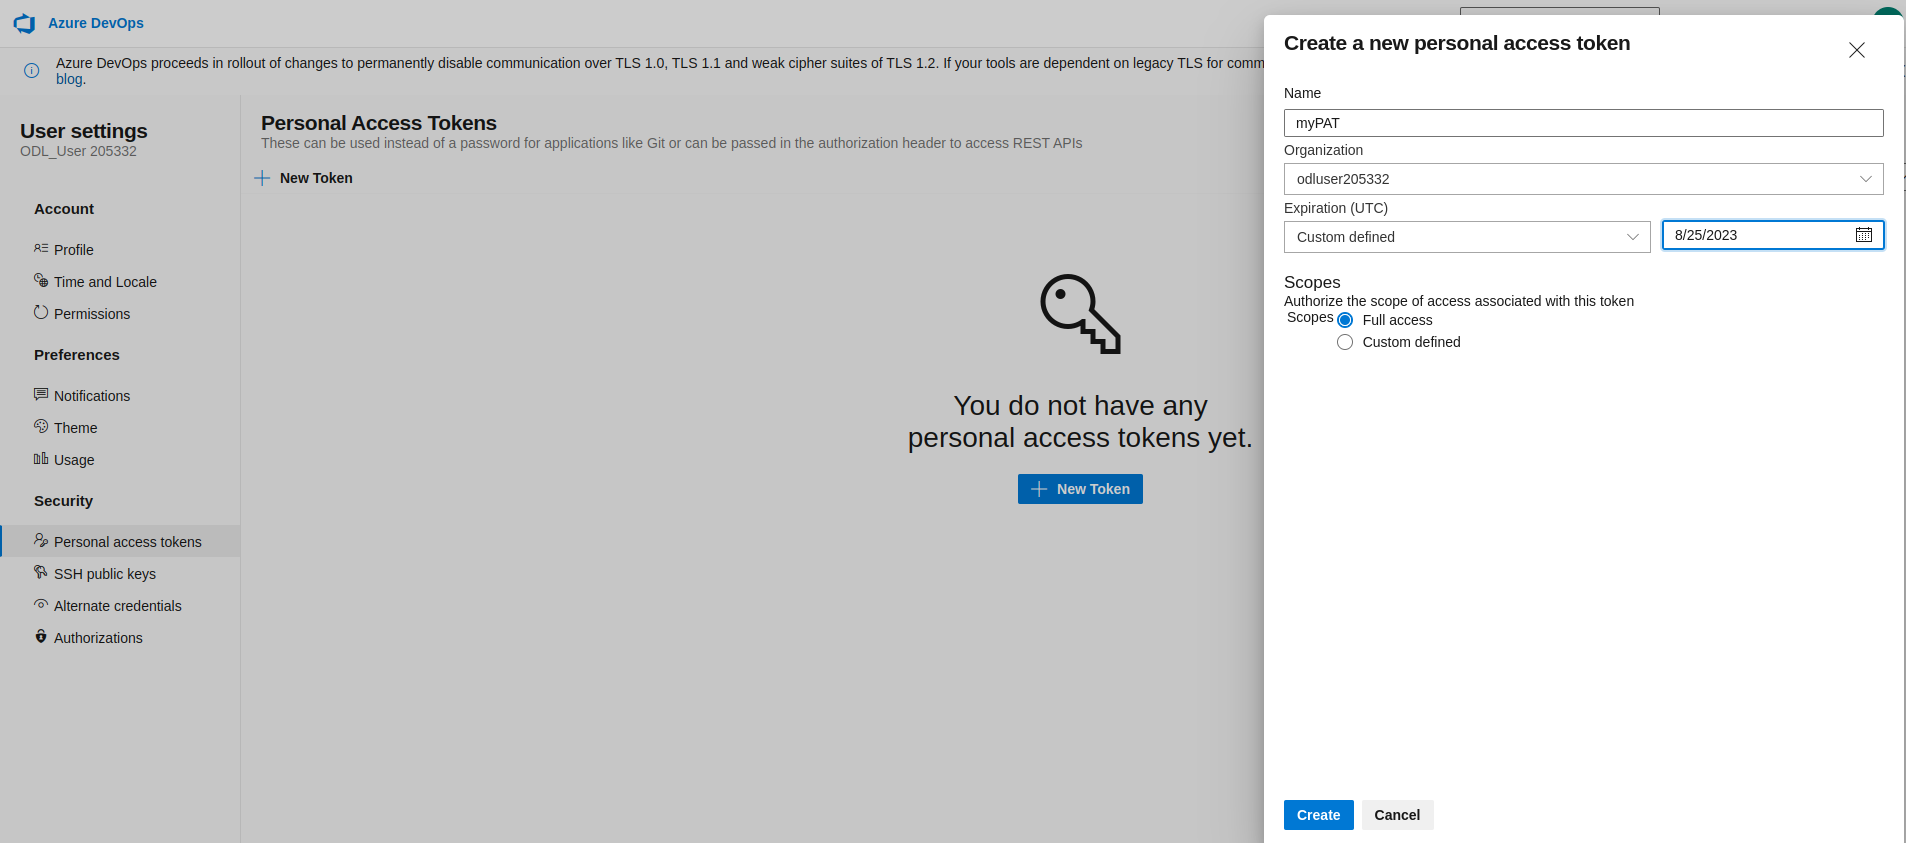 Azure DevOps
Azure DevOps proceeds in rollout of changes to permanently disable communication over TLS 1.0, TLS 1.1 and weak cipher suites of TLS 1.2. If your tools are dependent on legacy TLS for comm
blog.
User settings
ODL_User 205332
Account
Profile
Time and Locale
Permissions
Preferences
Notifications
Theme
Usage
Security
Personal access tokens
SSH public keys
Alternate credentials
Authorizations
Personal Access Tokens
These can be used instead of a password for applications like Git or can be passed in the authorization header to access REST APIs
New Token
You do not have any
personal access tokens yet.
New Token
Create a new personal access token
Name
myPAT
Organization
odluser205332
Expiration (UTC)
Custom defined
8/25/2023
Scopes
Authorize the scope of access associated with this token
Scopes
Full access
Custom defined
Create
Cancel